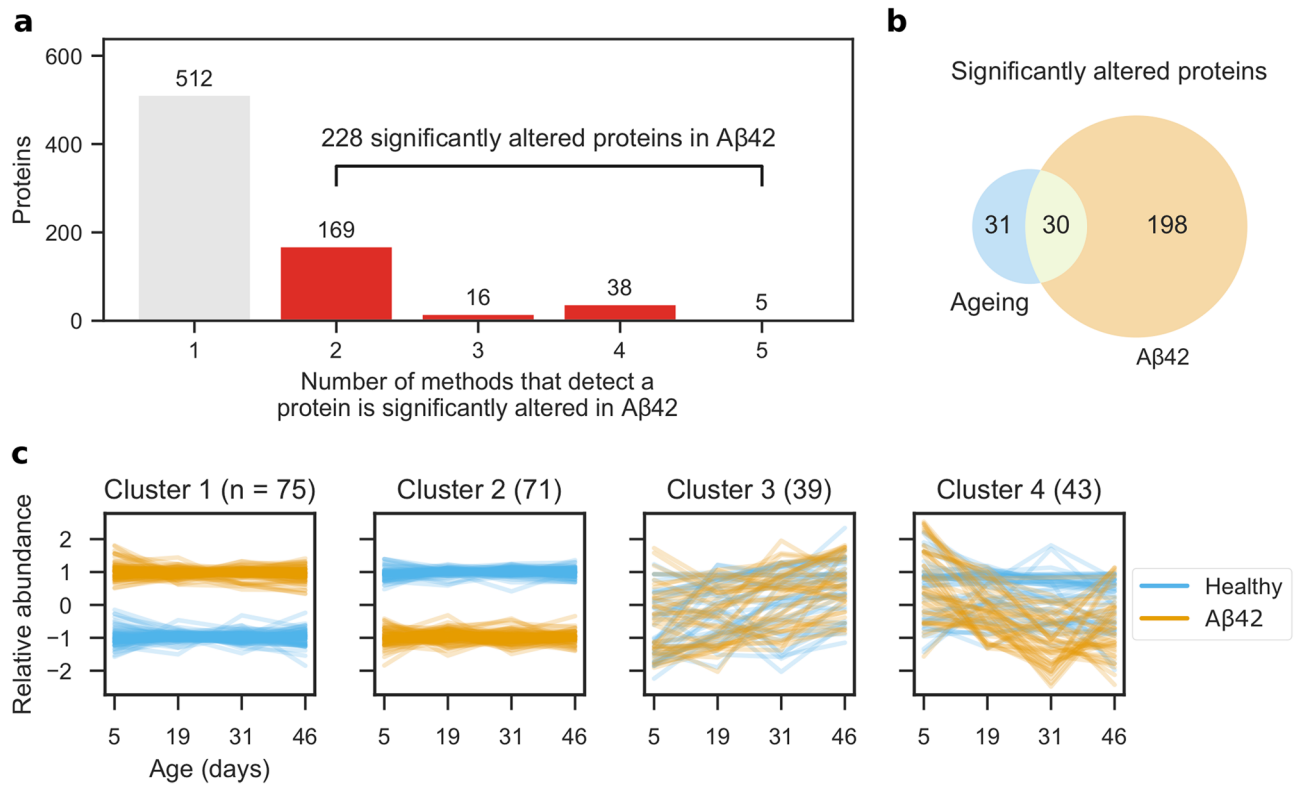 a
600
400
200
0
Proteins
512
228 significantly altered proteins in Aβ42
169
16
38
5
1
2
3
4
5
Number of methods that detect a
protein is significantly altered in Aβ42
b
Significantly altered proteins
31
30
198
Ageing
Aβ42
c
Cluster 1 (n = 75)
Cluster 2 (71)
Cluster 3 (39)
Cluster 4 (43)
Relative abundance
2
1
0
−1
−2
5 19 31 46
5 19 31 46
5 19 31 46
5 19 31 46
Age (days)
Healthy
Aβ42